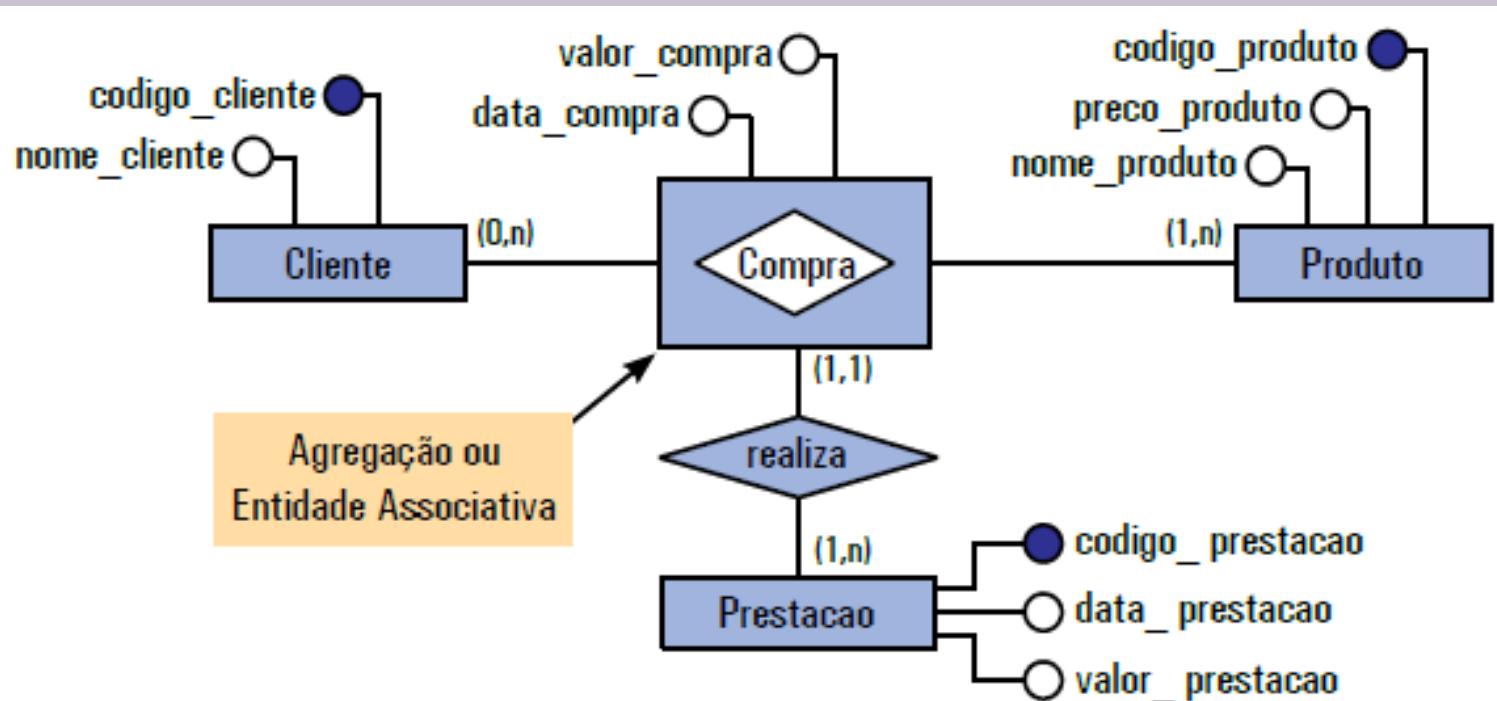 valor_compra
data_compra
codigo_cliente
nome_cliente
codigo_produto
preco_produto
nome_produto
Cliente
(0,n)
Compra
(1,n)
Produto
(1,1)
Agregação ou
Entidade Associativa
realiza
(1,n)
Prestacao
codigo_ prestacao
data_ prestacao
valor_ prestacao